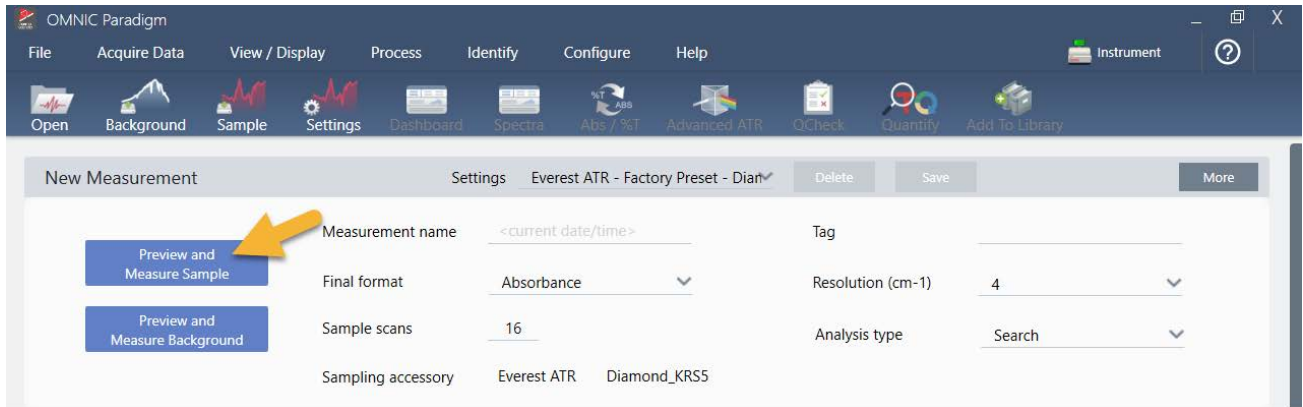 OMNIC Paradigm
File Acquire Data View / Display Process Identify Configure Help Instrument
%T ABS
Open Background Sample Settings Dashboard Spectra Abs / %T Advanced ATR QCheck Quantify Add To Library
New Measurement Settings Everest ATR - Factory Preset - Diam Delete Save More
Measurement name <current date/time> Tag
Preview and
Measure Sample
Final format Absorbance Resolution (cm-1) 4
Preview and
Measure Background
Sample scans 16 Analysis type Search
Sampling accessory Everest ATR Diamond_KRS5